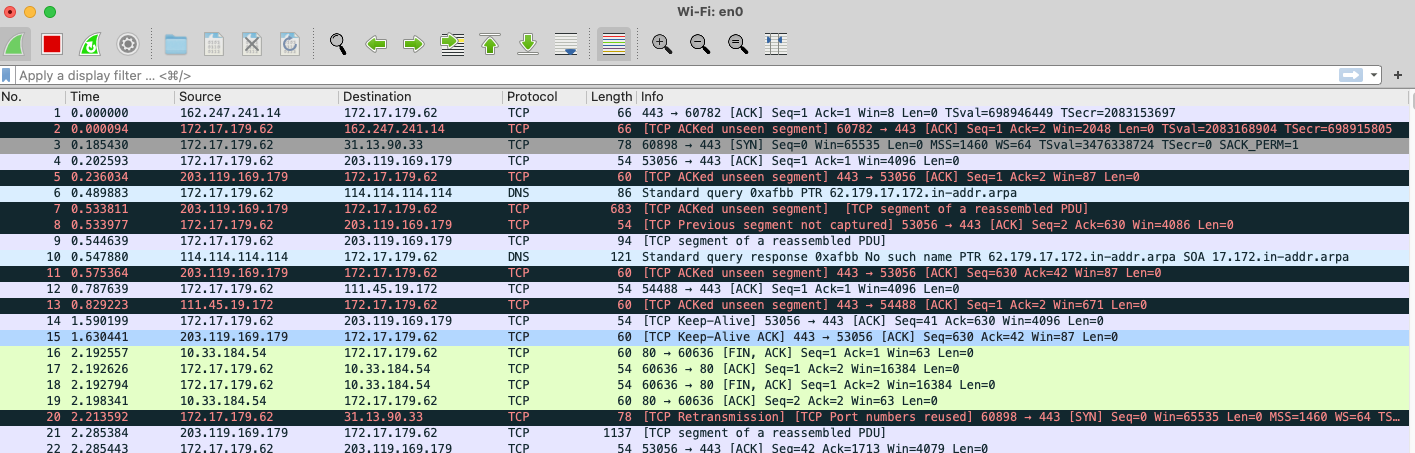 Wi-Fi: en0
Apply a display filter … <⌘/>
No. Time Source Destination Protocol Length Info
1 0.000000 162.247.241.14 172.17.179.62 TCP 66 443 → 60782 [ACK] Seq=1 Ack=1 Win=8 Len=0 TSval=698946449 TSecr=2083153697
2 0.000094 172.17.179.62 162.247.241.14 TCP 66 [TCP ACKed unseen segment] 60782 → 443 [ACK] Seq=1 Ack=2 Win=2048 Len=0 TSval=2083168904 TSecr=698915805
3 0.185430 172.17.179.62 31.13.90.33 TCP 78 60898 → 443 [SYN] Seq=0 Win=65535 Len=0 MSS=1460 WS=64 TSval=3476338724 TSecr=0 SACK_PERM=1
4 0.202593 172.17.179.62 203.119.169.179 TCP 54 53056 → 443 [ACK] Seq=1 Ack=1 Win=4096 Len=0
5 0.236034 203.119.169.179 172.17.179.62 TCP 60 [TCP ACKed unseen segment] 443 → 53056 [ACK] Seq=1 Ack=2 Win=87 Len=0
6 0.489883 172.17.179.62 114.114.114.114 DNS 86 Standard query 0xafbb PTR 62.179.17.172.in-addr.arpa
7 0.533811 203.119.169.179 172.17.179.62 TCP 683 [TCP ACKed unseen segment] [TCP segment of a reassembled PDU]
8 0.533977 172.17.179.62 203.119.169.179 TCP 54 [TCP Previous segment not captured] 53056 → 443 [ACK] Seq=2 Ack=630 Win=4086 Len=0
9 0.544639 172.17.179.62 203.119.169.179 TCP 94 [TCP segment of a reassembled PDU]
10 0.547880 114.114.114.114 172.17.179.62 DNS 121 Standard query response 0xafbb No such name PTR 62.179.17.172.in-addr.arpa SOA 17.172.in-addr.arpa
11 0.575364 203.119.169.179 172.17.179.62 TCP 60 [TCP ACKed unseen segment] 443 → 53056 [ACK] Seq=630 Ack=42 Win=87 Len=0
12 0.787639 172.17.179.62 111.45.19.172 TCP 54 54488 → 443 [ACK] Seq=1 Ack=1 Win=4096 Len=0
13 0.829223 111.45.19.172 172.17.179.62 TCP 60 [TCP ACKed unseen segment] 443 → 54488 [ACK] Seq=1 Ack=2 Win=671 Len=0
14 1.590199 172.17.179.62 203.119.169.179 TCP 54 [TCP Keep-Alive] 53056 → 443 [ACK] Seq=41 Ack=630 Win=4096 Len=0
15 1.630441 203.119.169.179 172.17.179.62 TCP 60 [TCP Keep-Alive ACK] 443 → 53056 [ACK] Seq=630 Ack=42 Win=87 Len=0
16 2.192557 10.33.184.54 172.17.179.62 TCP 60 80 → 60636 [FIN, ACK] Seq=1 Ack=1 Win=63 Len=0
17 2.192626 172.17.179.62 10.33.184.54 TCP 54 60636 → 80 [ACK] Seq=1 Ack=2 Win=16384 Len=0
18 2.192794 172.17.179.62 10.33.184.54 TCP 54 60636 → 80 [FIN, ACK] Seq=1 Ack=2 Win=16384 Len=0
19 2.198341 10.33.184.54 172.17.179.62 TCP 60 80 → 60636 [ACK] Seq=2 Ack=2 Win=63 Len=0
20 2.213592 172.17.179.62 31.13.90.33 TCP 78 [TCP Retransmission] [TCP Port numbers reused] 60898 → 443 [SYN] Seq=0 Win=65535 Len=0 MSS=1460 WS=64 TS…
21 2.285384 203.119.169.179 172.17.179.62 TCP 1137 [TCP segment of a reassembled PDU]
22 2.285443 172.17.179.62 203.119.169.179 TCP 54 53056 → 443 [ACK] Seq=42 Ack=1713 Win=4079 Len=0